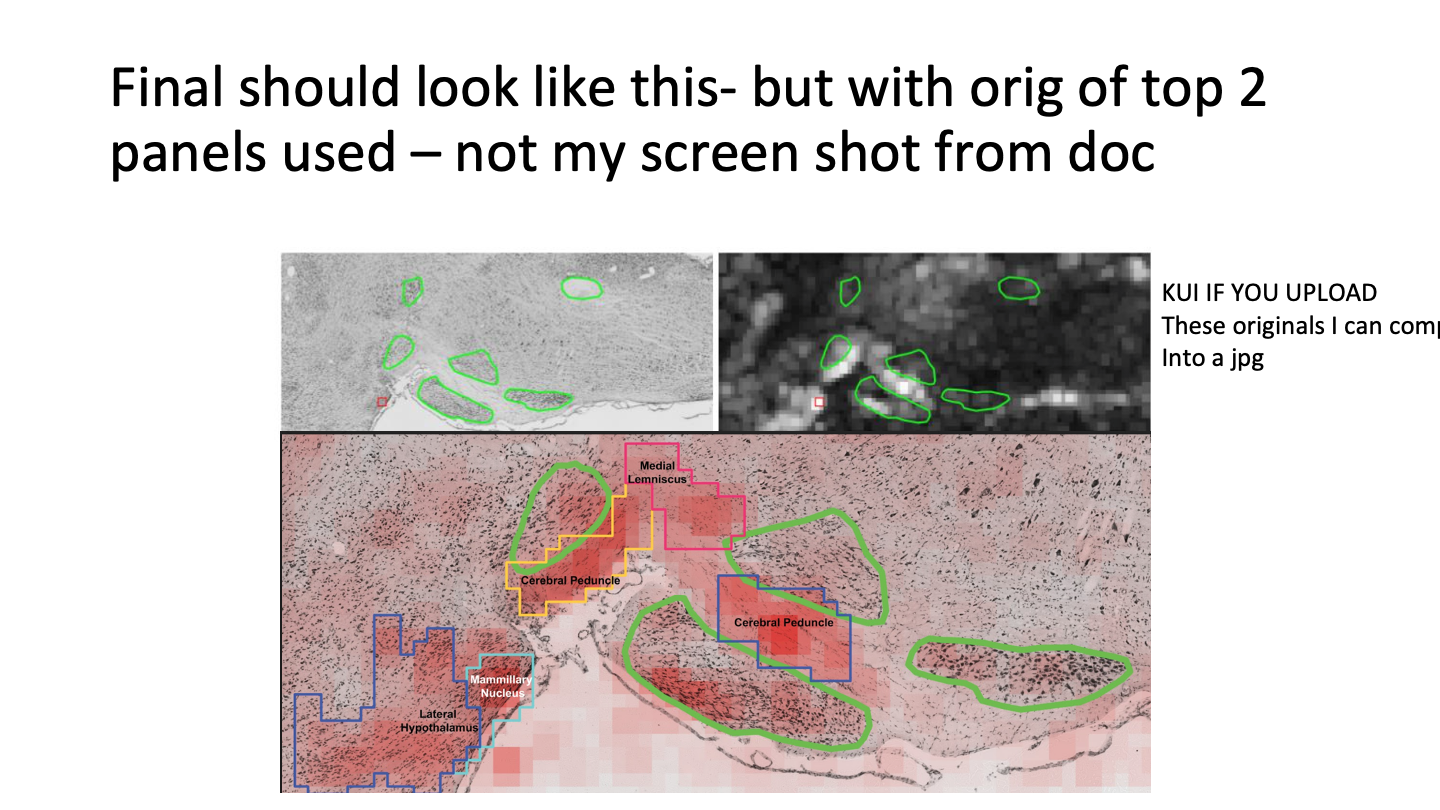 Final should look like this- but with orig of top 2
panels used – not my screen shot from doc
KUI IF YOU UPLOAD
These originals I can comp
Into a jpg
Medial
Lemniscus
Cerebral Peduncle
Cerebral Peduncle
Mammillary
Nucleus
Lateral
Hypothalamus